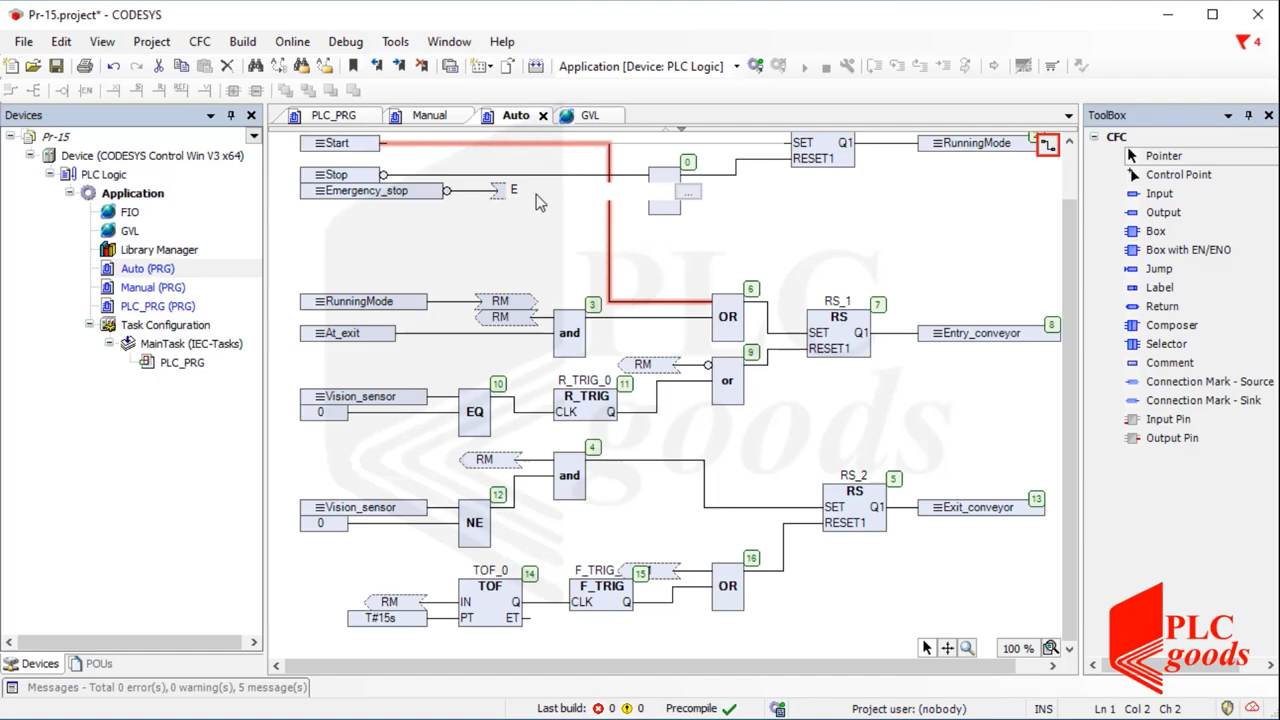 Pr-15.project* - CODESYS
File Edit View Project CFC Build Online Debug Tools Window Help
4
Application [Device: PLC Logic]
Devices
PLC_PRG
Manual
Auto
GVL
ToolBox
Pr-15
Device (CODESYS Control Win V3 x64)
PLC Logic
Application
FIO
GVL
Library Manager
Auto (PRG)
Manual (PRG)
PLC_PRG (PRG)
Task Configuration
MainTask (IEC-Tasks)
PLC_PRG
Start
SET Q1
RESET1
RunningMode
Stop
0
Emergency_stop
E
...
RunningMode
RM
RM
3
6
OR
RS_1
7
RS
At_exit
and
SET Q1
RESET1
Entry_conveyor
8
RM
9
or
Vision_sensor
0
10
EQ
R_TRIG_0
11
R_TRIG
CLK Q
RM
4
and
Vision_sensor
0
12
NE
RS_2
5
RS
SET Q1
RESET1
Exit_conveyor
13
TOF_0
14
TOF
IN Q
PT ET
RM
T#15s
F_TRIG_
15
F_TRIG
CLK Q
16
OR
100 %
CFC
Pointer
Control Point
Input
Output
Box
Box with EN/ENO
Jump
Label
Return
Composer
Selector
Comment
Connection Mark - Source
Connection Mark - Sink
Input Pin
Output Pin
PLC
goods
PLC
goods
Devices
POUs
Messages - Total 0 error(s), 0 warning(s), 5 message(s)
Last build: 0 0 Precompile Project user: (nobody) INS Ln 1 Col 2 Ch 2